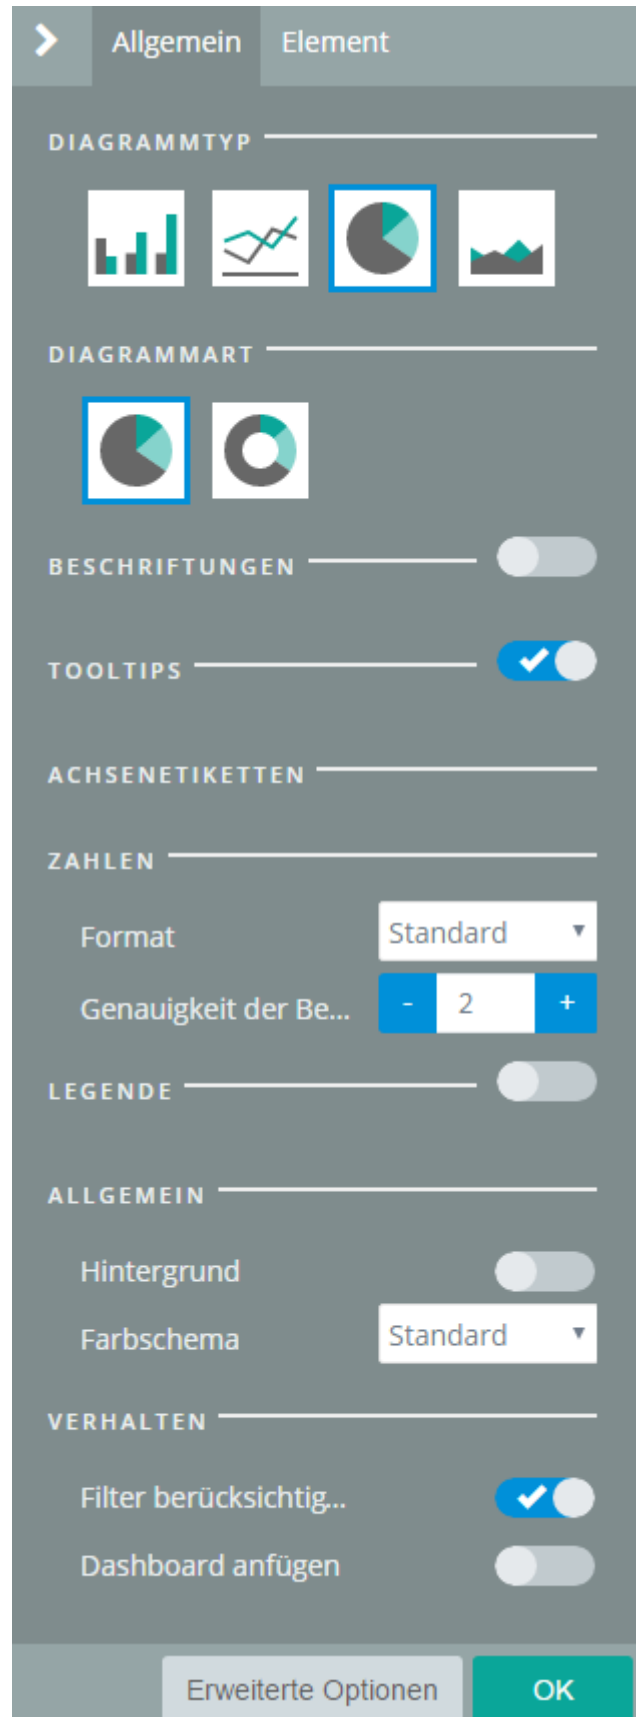 Allgemein Element
DIAGRAMMTYP
DIAGRAMMART
BESCHRIFTUNGEN
TOOLTIPS
ACHSENETIKETTEN
ZAHLEN
Format Standard
Genauigkeit der Be... - 2 +
LEGENDE
ALLGEMEIN
Hintergrund
Farbschema Standard
VERHALTEN
Filter berücksichtig...
Dashboard anfügen
Erweiterte Optionen OK